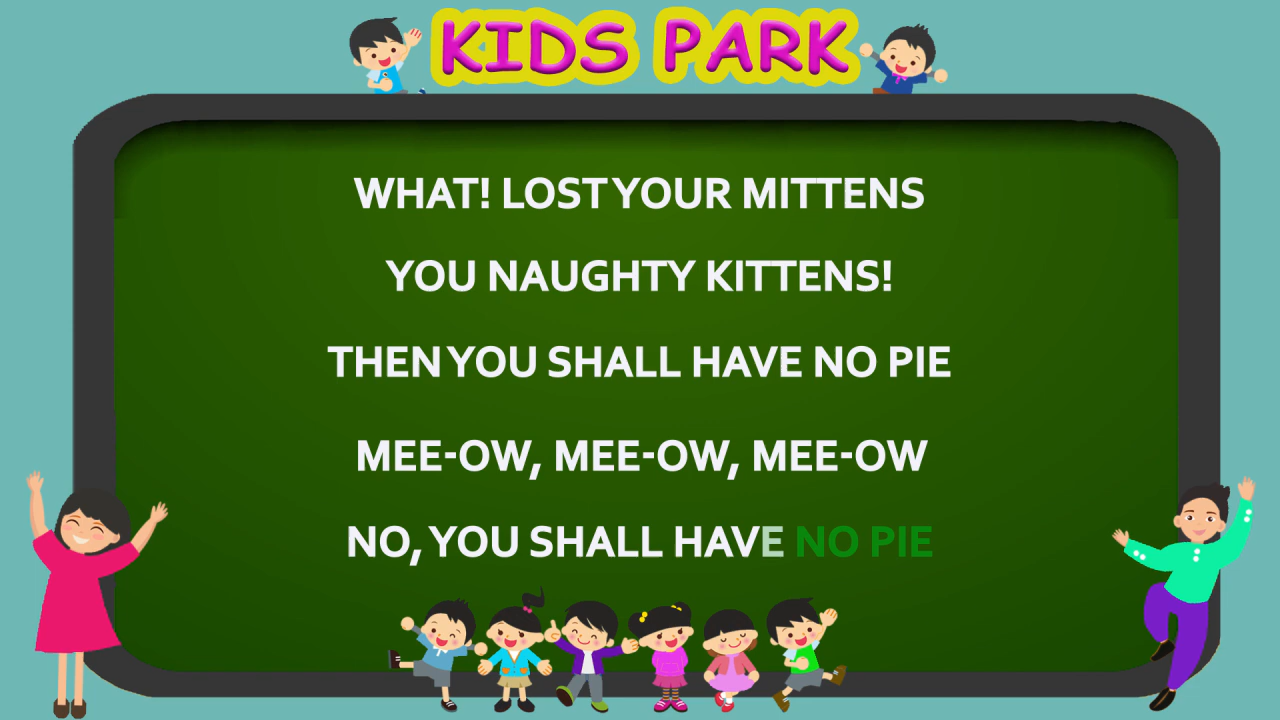 KIDS PARK
WHAT! LOST YOUR MITTENS
YOU NAUGHTY KITTENS!
THEN YOU SHALL HAVE NO PIE
MEE-OW, MEE-OW, MEE-OW
NO, YOU SHALL HAVE NO PIE